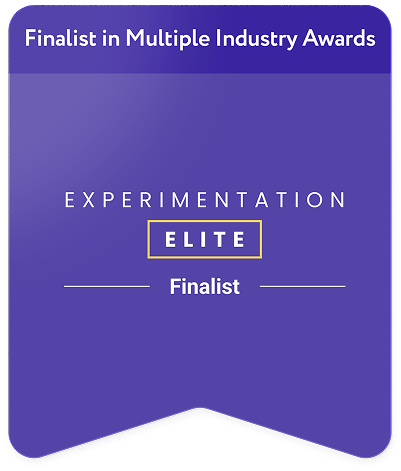 Finalist in Multiple Industry Awards
EXPERIMENTATION
ELITE
Finalist